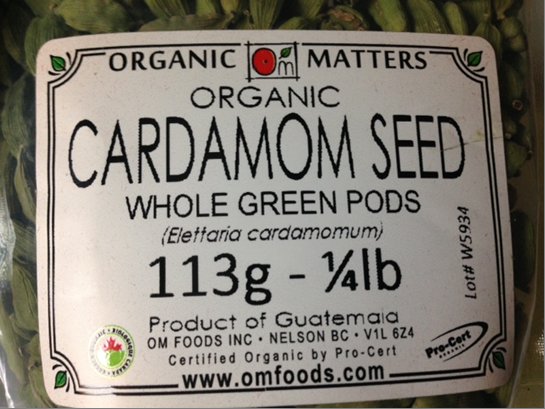 ORGANIC Om MATTERS
ORGANIC
CARDAMOM SEED
WHOLE GREEN PODS
(Elettaria cardamomum)
113g - ¼lb
Lot# W5934
Product of Guatemala
OM FOODS INC • NELSON BC • V1L 6Z4
Certified Organic by Pro-Cert
www.omfoods.com
Pro-Cert
ORGANIC